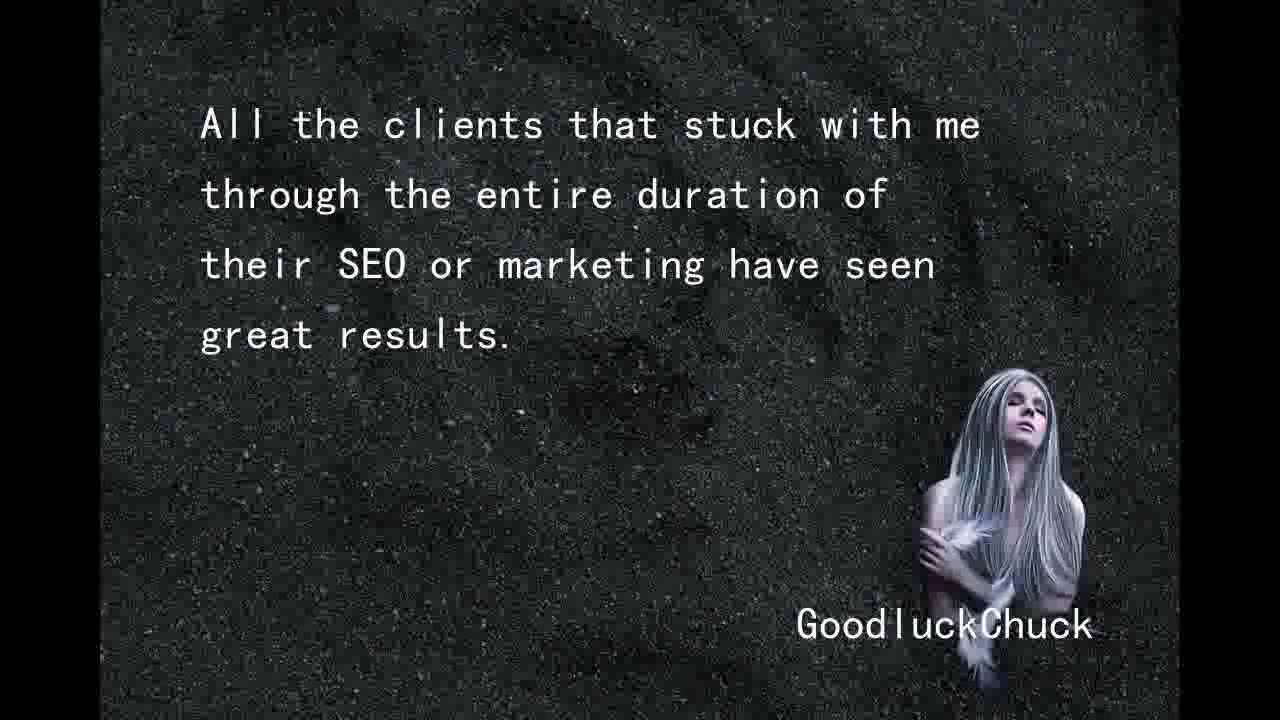 All the clients that stuck with me
through the entire duration of
their SEO or marketing have seen
great results.
GoodluckChuck